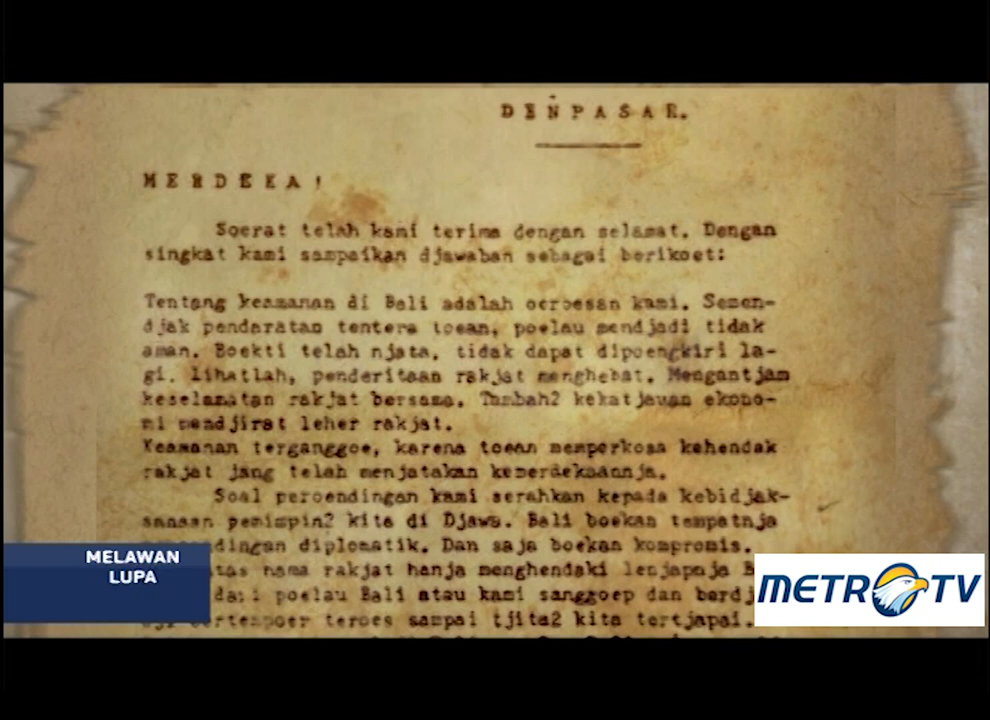 DENPASAR.
MERDEKA!
Soerat telah kami terima dengan selamat. Dengan
singkat kami sampaikan djawaban sebagai berikoet:
Tentang keamanan di Bali adalah oeroesan kami. Semen-
djak pendaratan tentera toean, poelau mendjadi tidak
aman. Boekti telah njata, tidak dapat dipoengkiri la-
gi. lihatlah, penderitaan rakjat menghebat. Mengantjam
keselamatan rakjat bersama. Tambah2 kekatjauan ekono-
mi mendjirat leher rakjat.
Keamanan terganggoe, karena toean memperkosa kehendak
rakjat jang telah menjatakan kemerdekaannja.
Soal peroendingan kami serahkan kepada kebidjak-
sanaan pemimpin2 kita di Djawa. Bali boekan tempatnja
diplomatik. Dan saja boekan kompromis.
nama rakjat hanja menghendaki lenjapnja
poelau Bali atau kami sanggoep dan
bertempoer teroes sampai tjita2 kita tertjapai.
MELAWAN
LUPA
METRO TV